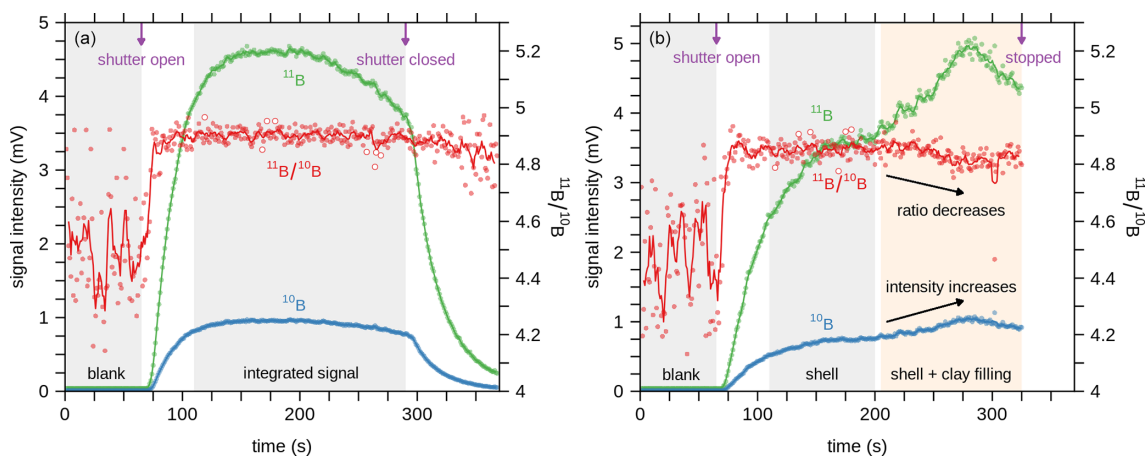 (a)
shutter open
shutter closed
¹¹B
¹¹B/¹⁰B
¹⁰B
blank
integrated signal
signal intensity (mV)
0
1
2
3
4
5
0
100
200
300
time (s)
4
4.2
4.4
4.6
4.8
5
5.2
¹¹B/¹⁰B
(b)
shutter open
stopped
¹¹B
¹¹B/¹⁰B
ratio decreases
intensity increases
¹⁰B
blank
shell
shell + clay filling
signal intensity (mV)
0
1
2
3
4
5
0
100
200
300
time (s)
4
4.2
4.4
4.6
4.8
5
5.2
¹¹B/¹⁰B